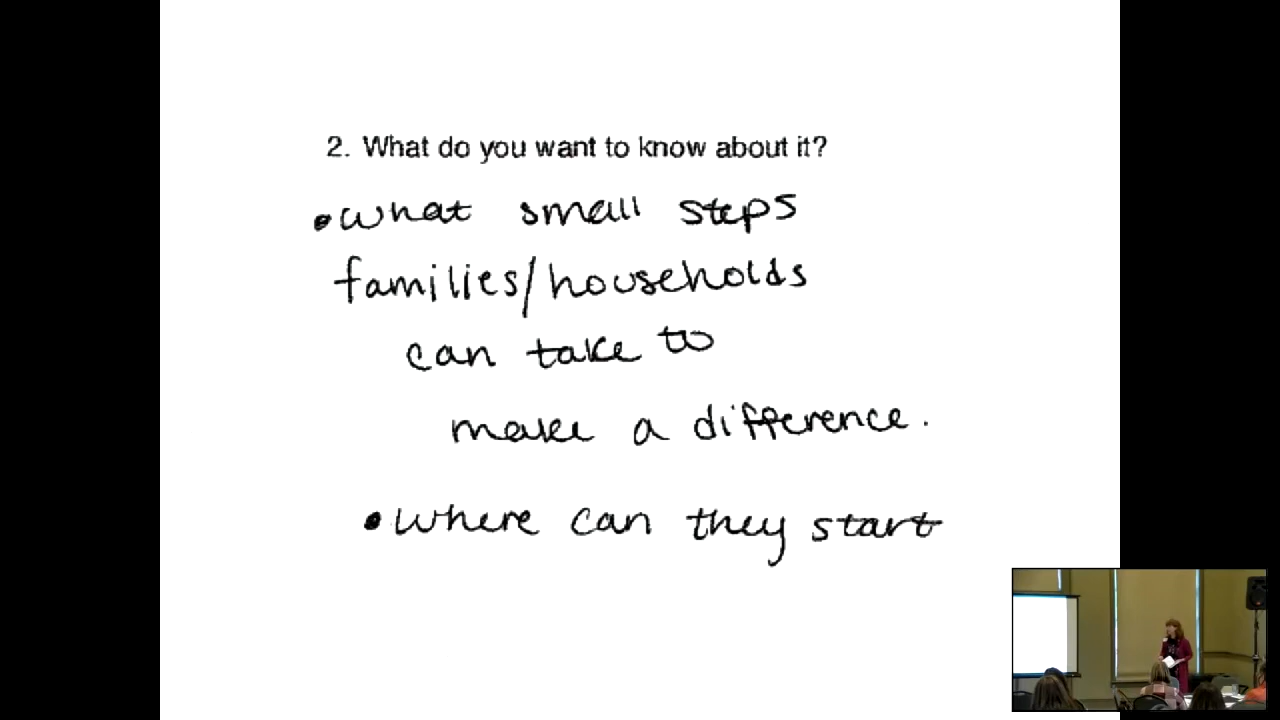 2. What do you want to know about it?
•what small steps
families/households
can take to
make a difference.
•where can they start